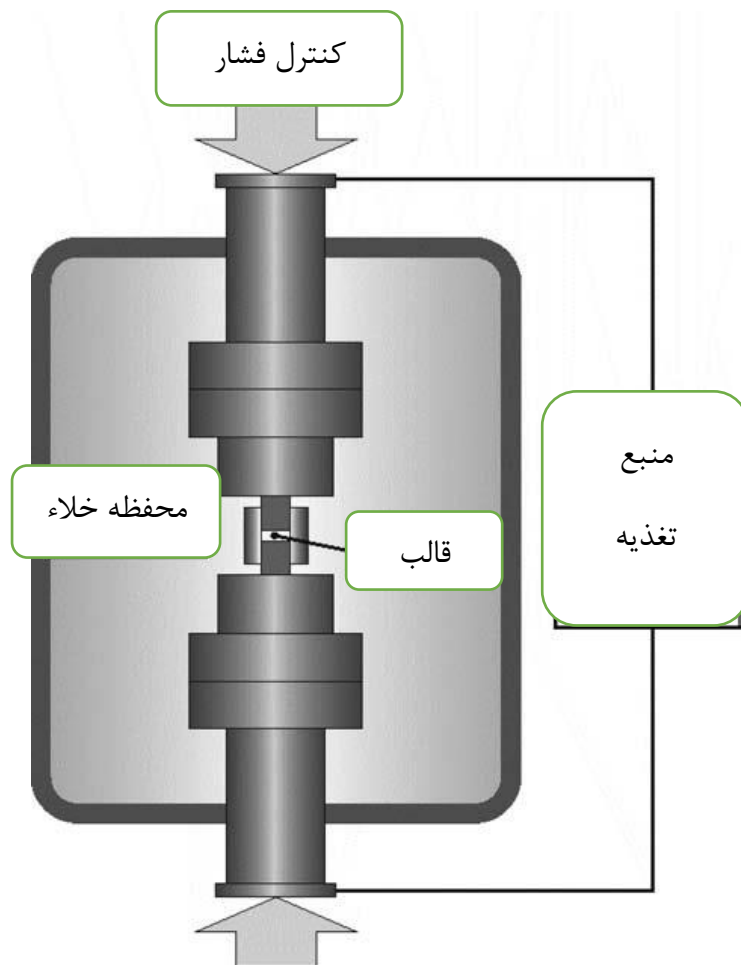 کنترل فشار
منبع
تغذیه
محفظه خلاء
قالب